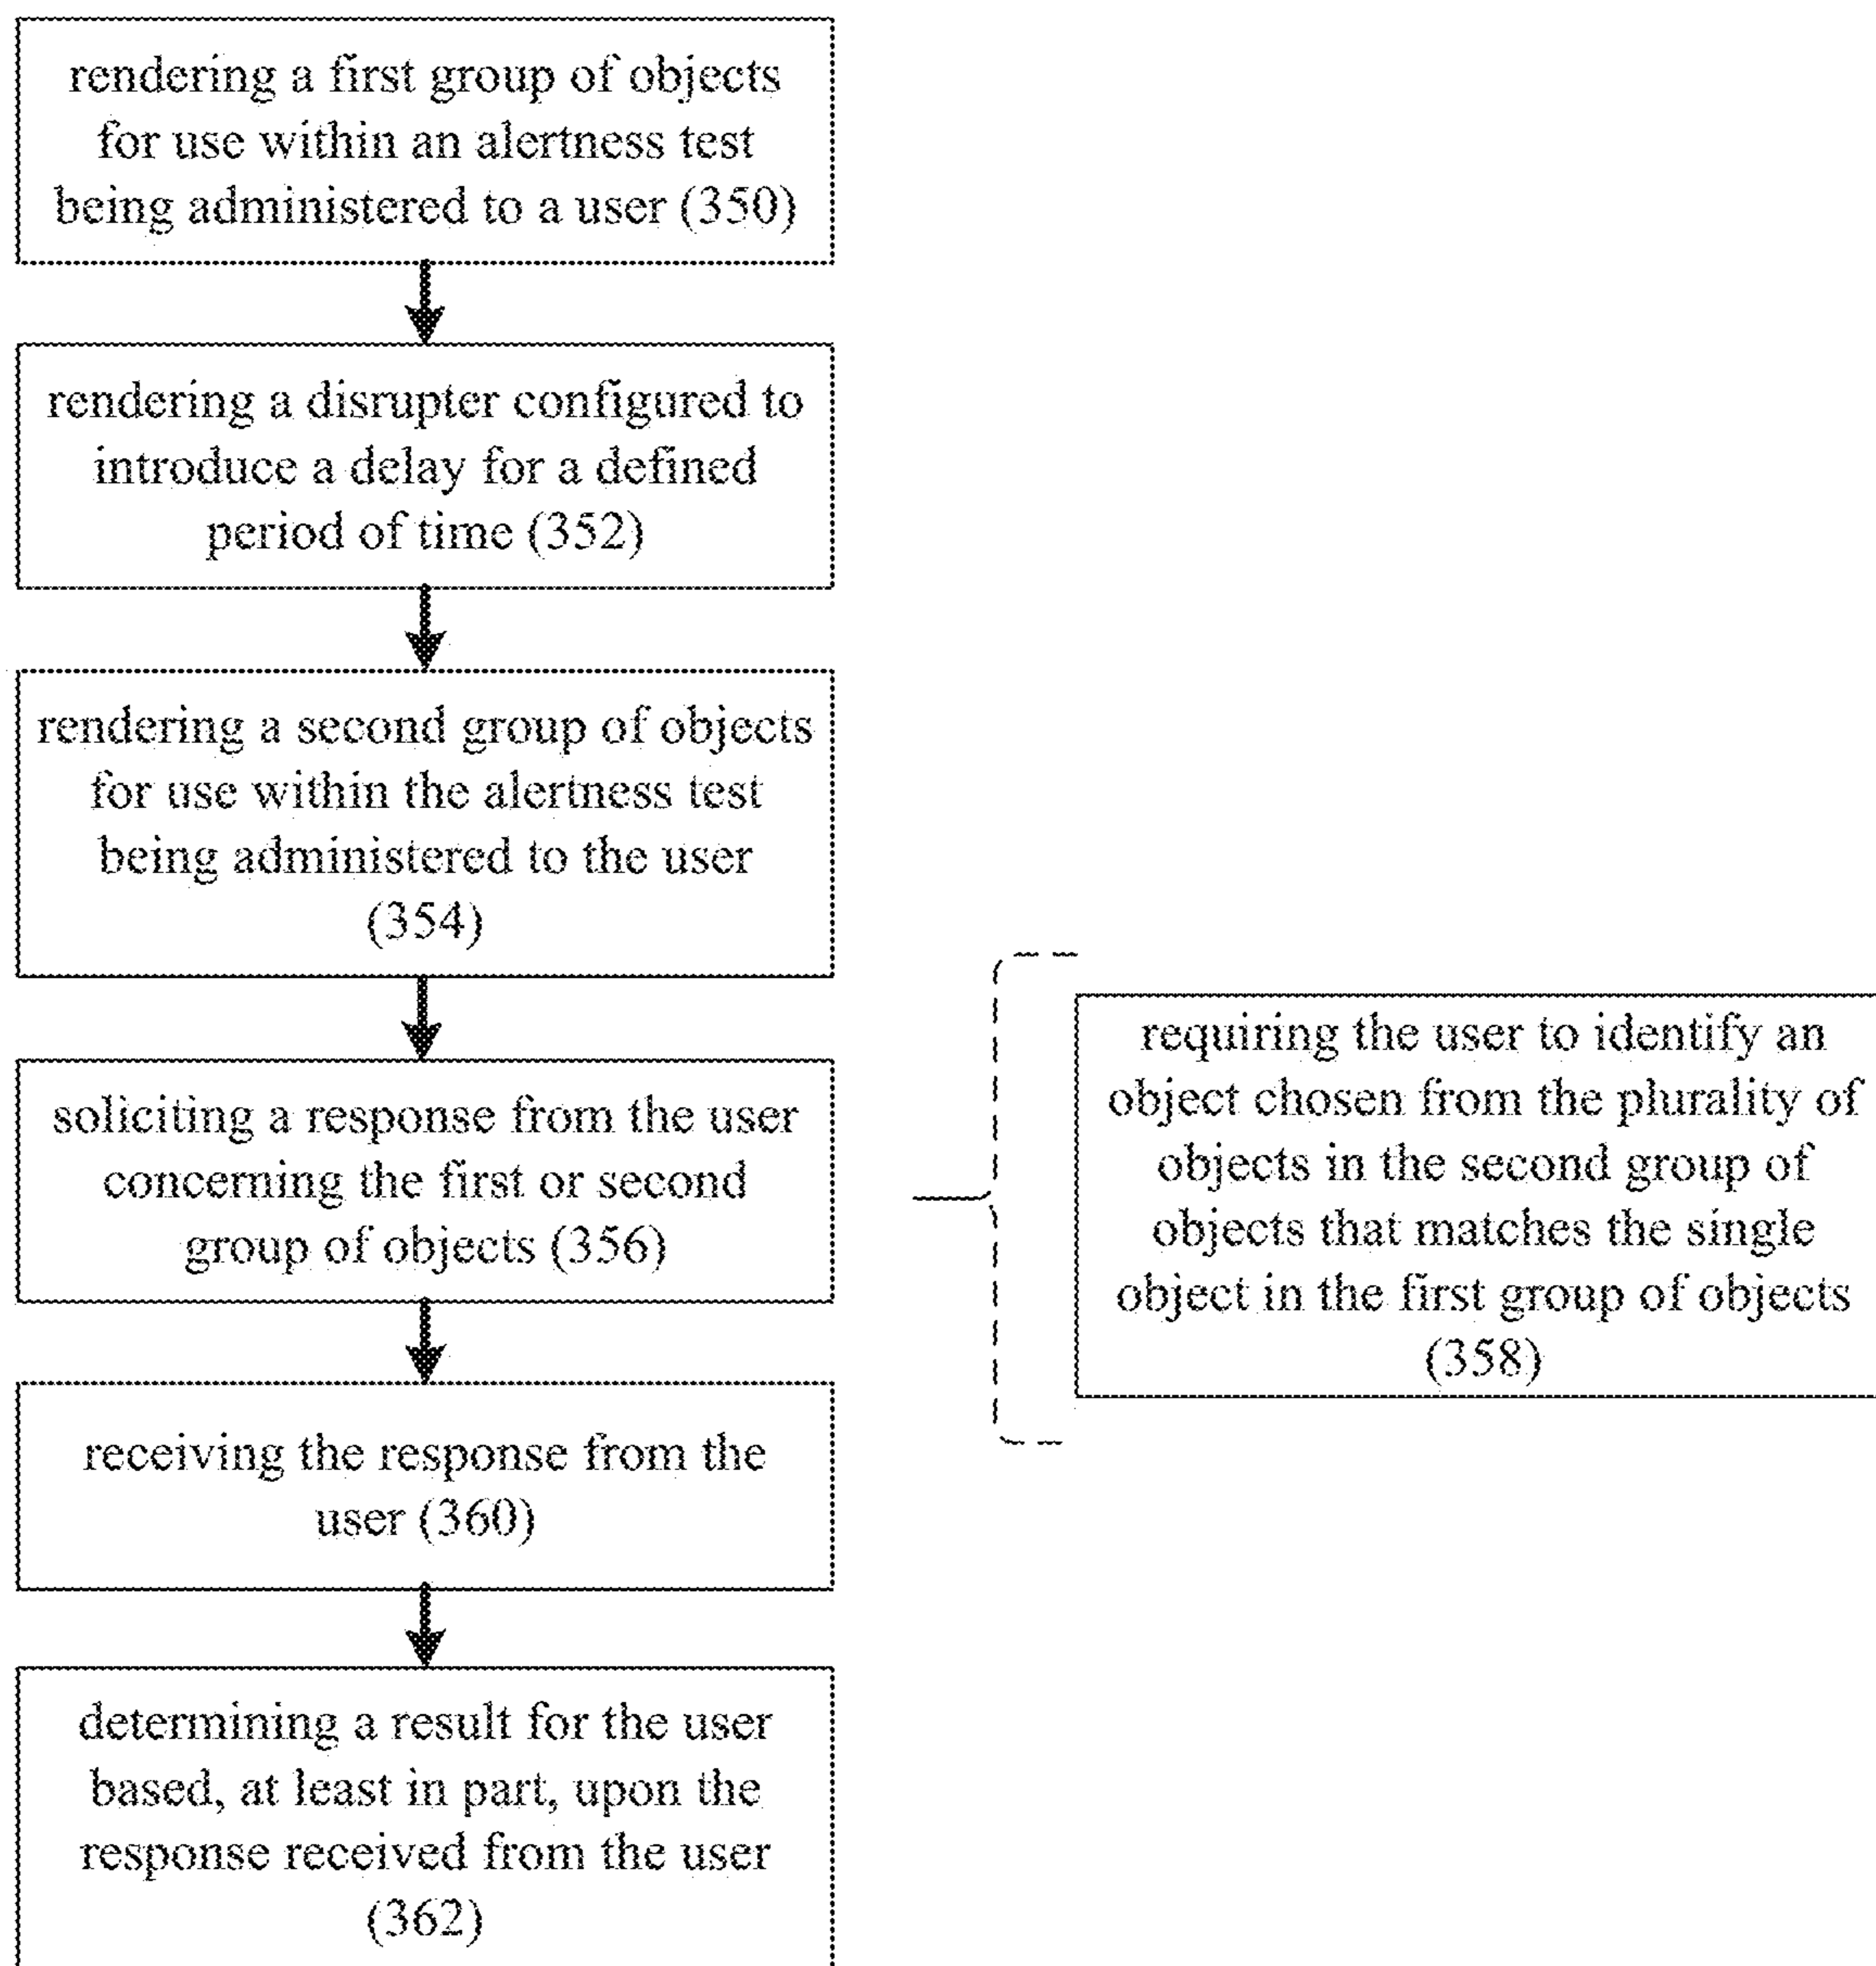 rendering a first group of objects
for use within an alertness test
being administered to a user (350)
rendering a disrupter configured to
introduce a delay for a defined
period of time (352)
rendering a second group of objects
for use within the alertness test
being administered to the user
(354)
soliciting a response from the user
concerning the first or second
group of objects (356)
requiring the user to identify an
object chosen from the plurality of
objects in the second group of
objects that matches the single
object in the first group of objects
(358)
receiving the response from the
user (360)
determining a result for the user
based, at least in part, upon the
response received from the user
(362)